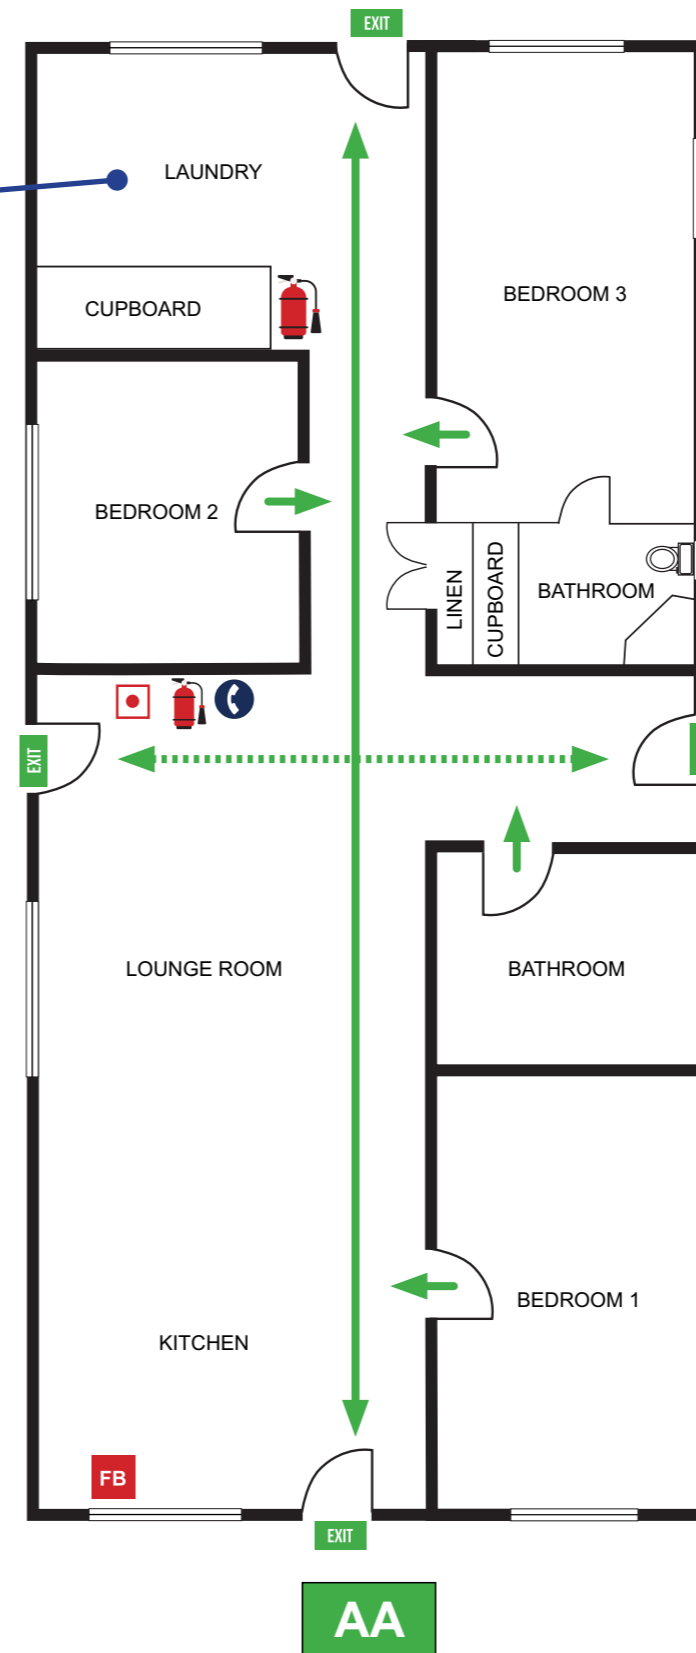 EXIT
LAUNDRY
CUPBOARD
BEDROOM 3
BEDROOM 2
LINEN
CUPBOARD
BATHROOM
EXIT
LOUNGE ROOM
BATHROOM
BEDROOM 1
KITCHEN
FB
EXIT
AA